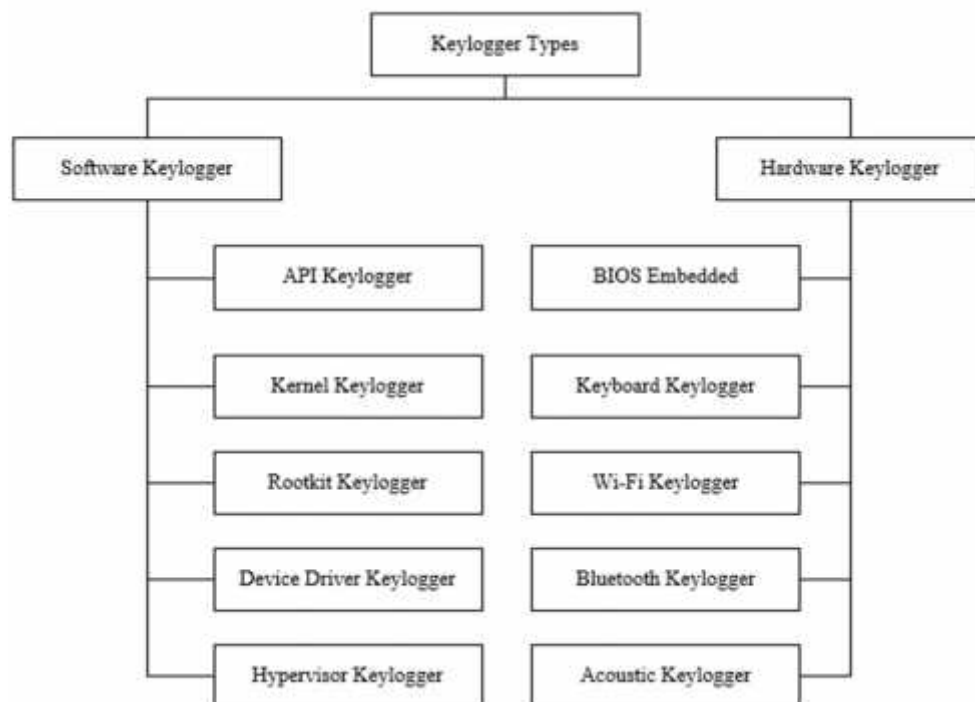 Keylogger Types
Software Keylogger
Hardware Keylogger
API Keylogger
BIOS Embedded
Kernel Keylogger
Keyboard Keylogger
Rootkit Keylogger
Wi-Fi Keylogger
Device Driver Keylogger
Bluetooth Keylogger
Hypervisor Keylogger
Acoustic Keylogger